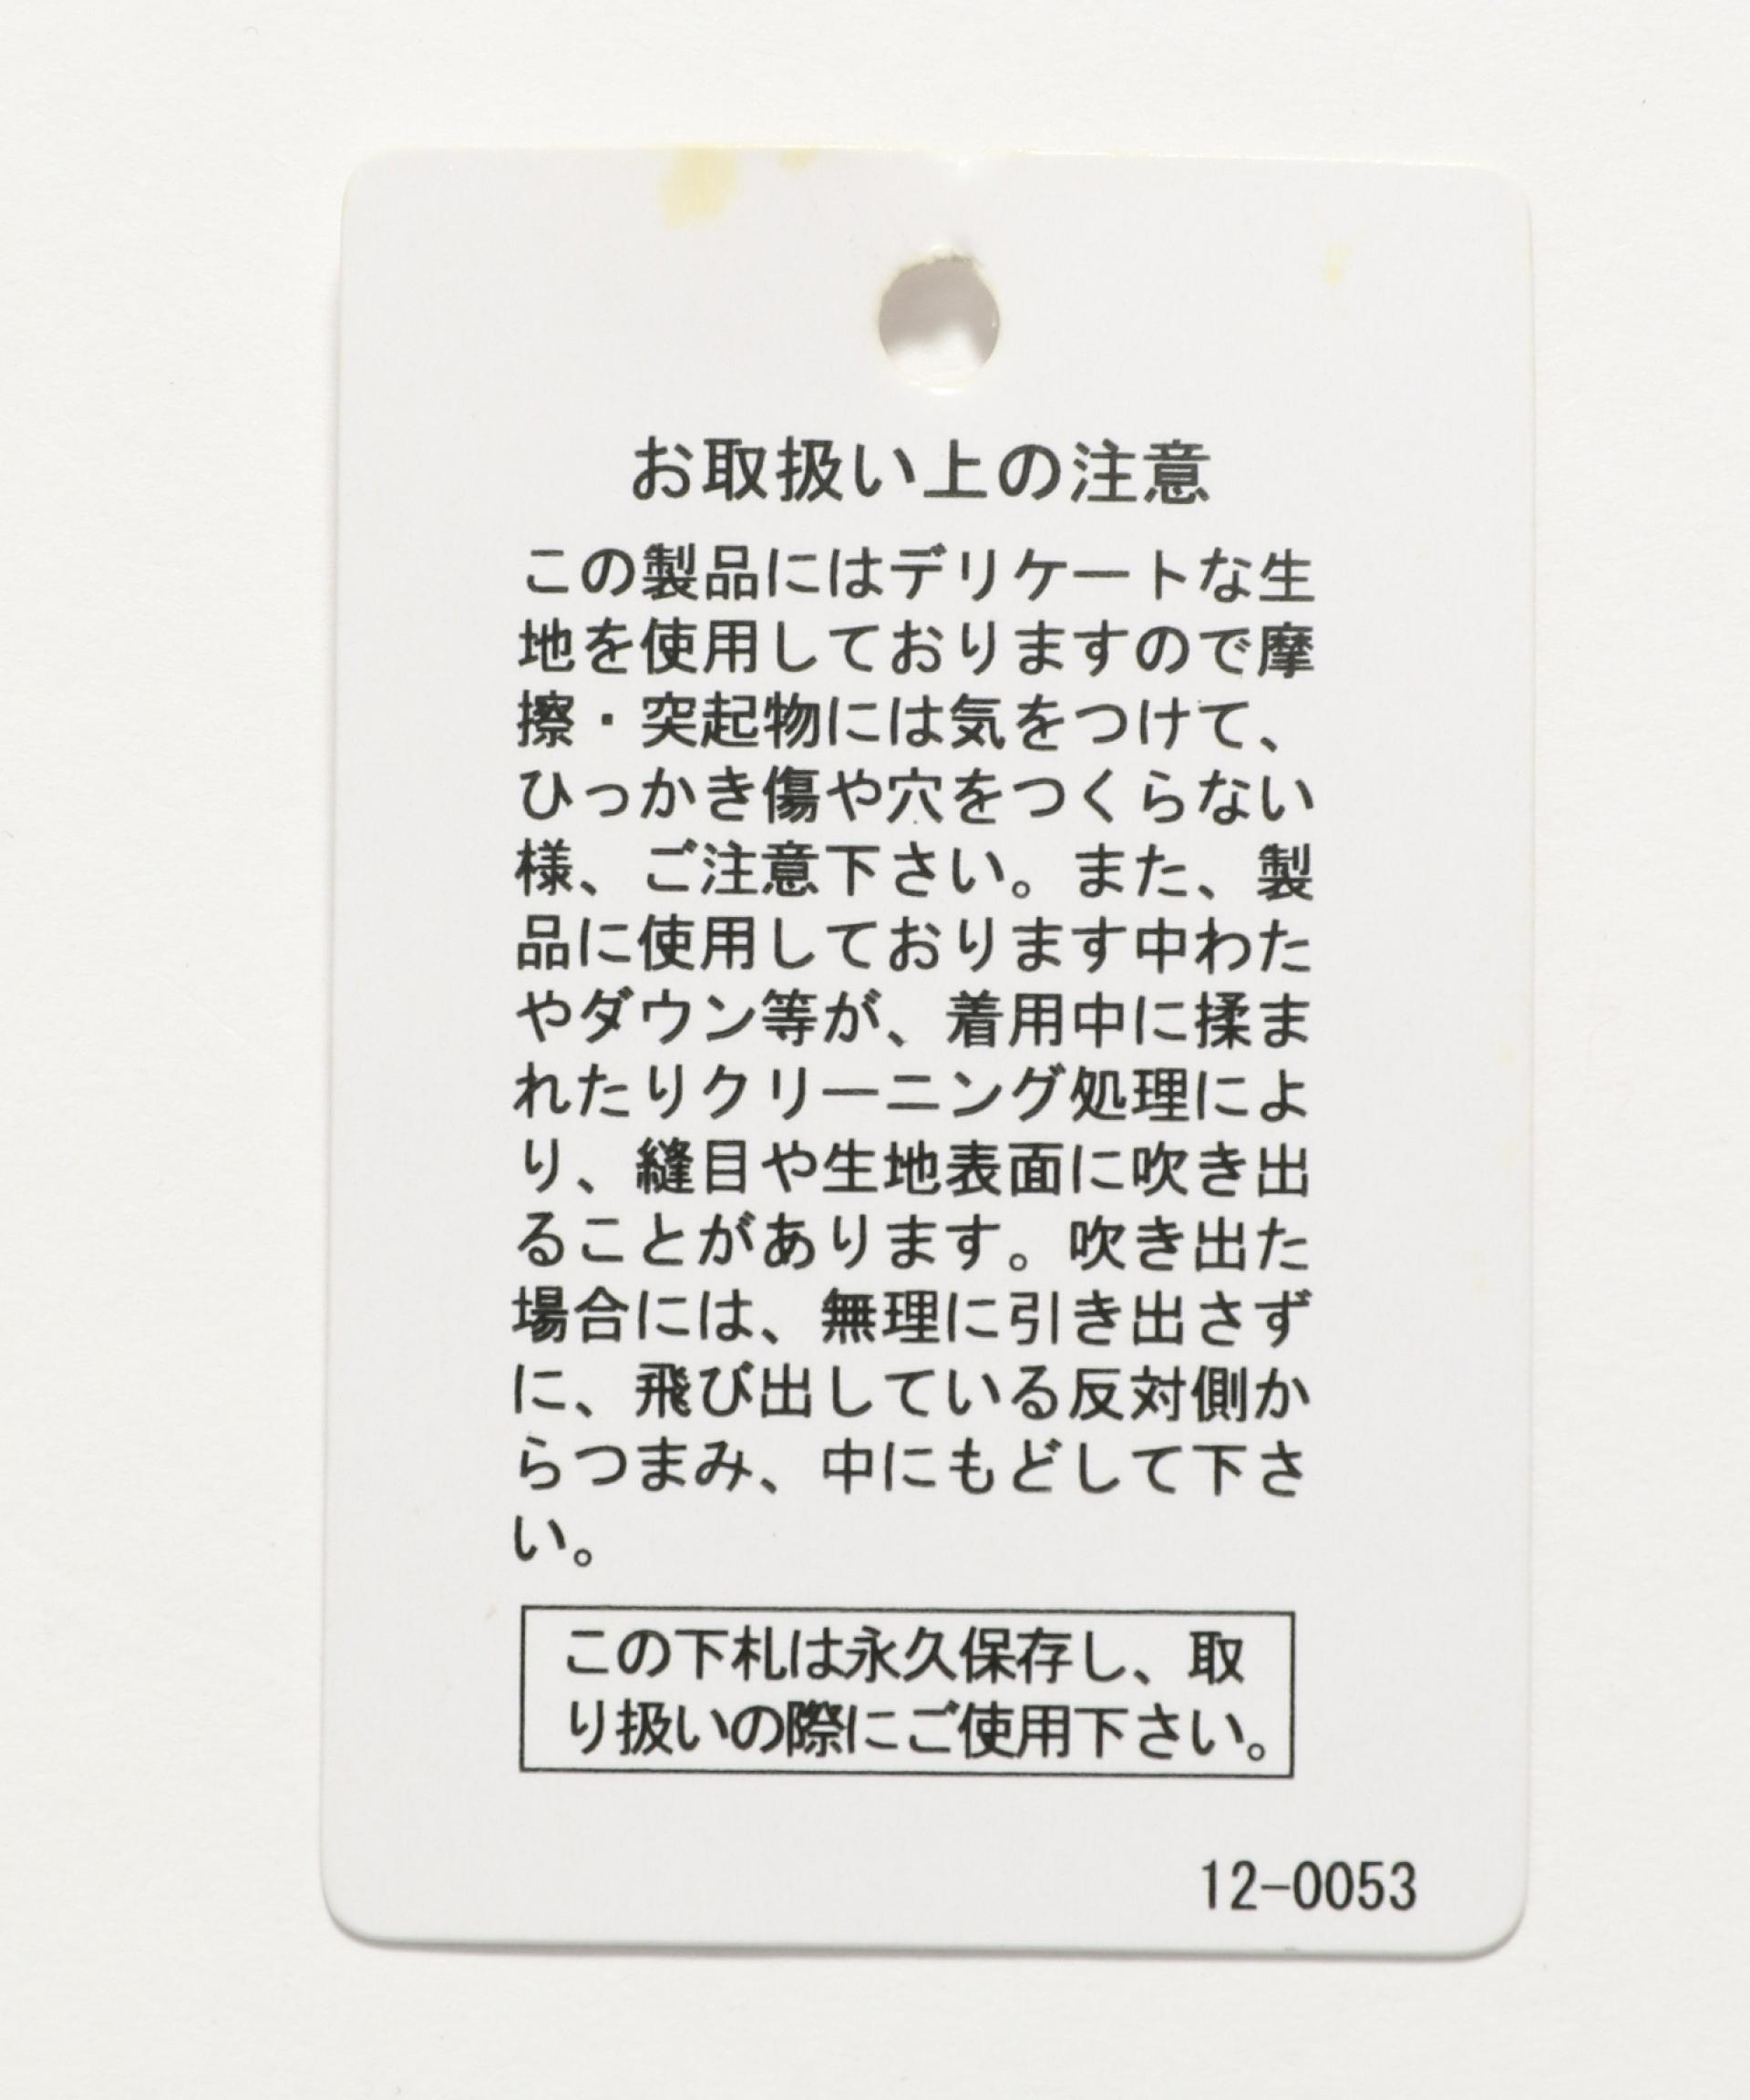 お取扱い上の注意
この製品にはデリケートな生
地を使用しておりますので摩
擦・突起物には気をつけて、
ひっかき傷や穴をつくらない
様、ご注意下さい。また、製
品に使用しております中わた
やダウン等が、着用中に揉ま
れたりクリーニング処理によ
り、縫目や生地表面に吹き出
ることがあります。吹き出た
場合には、無理に引き出さず
に、飛び出している反対側か
らつまみ、中にもどして下さ
い。
この下札は永久保存し、取
り扱いの際にご使用下さい。
12-0053